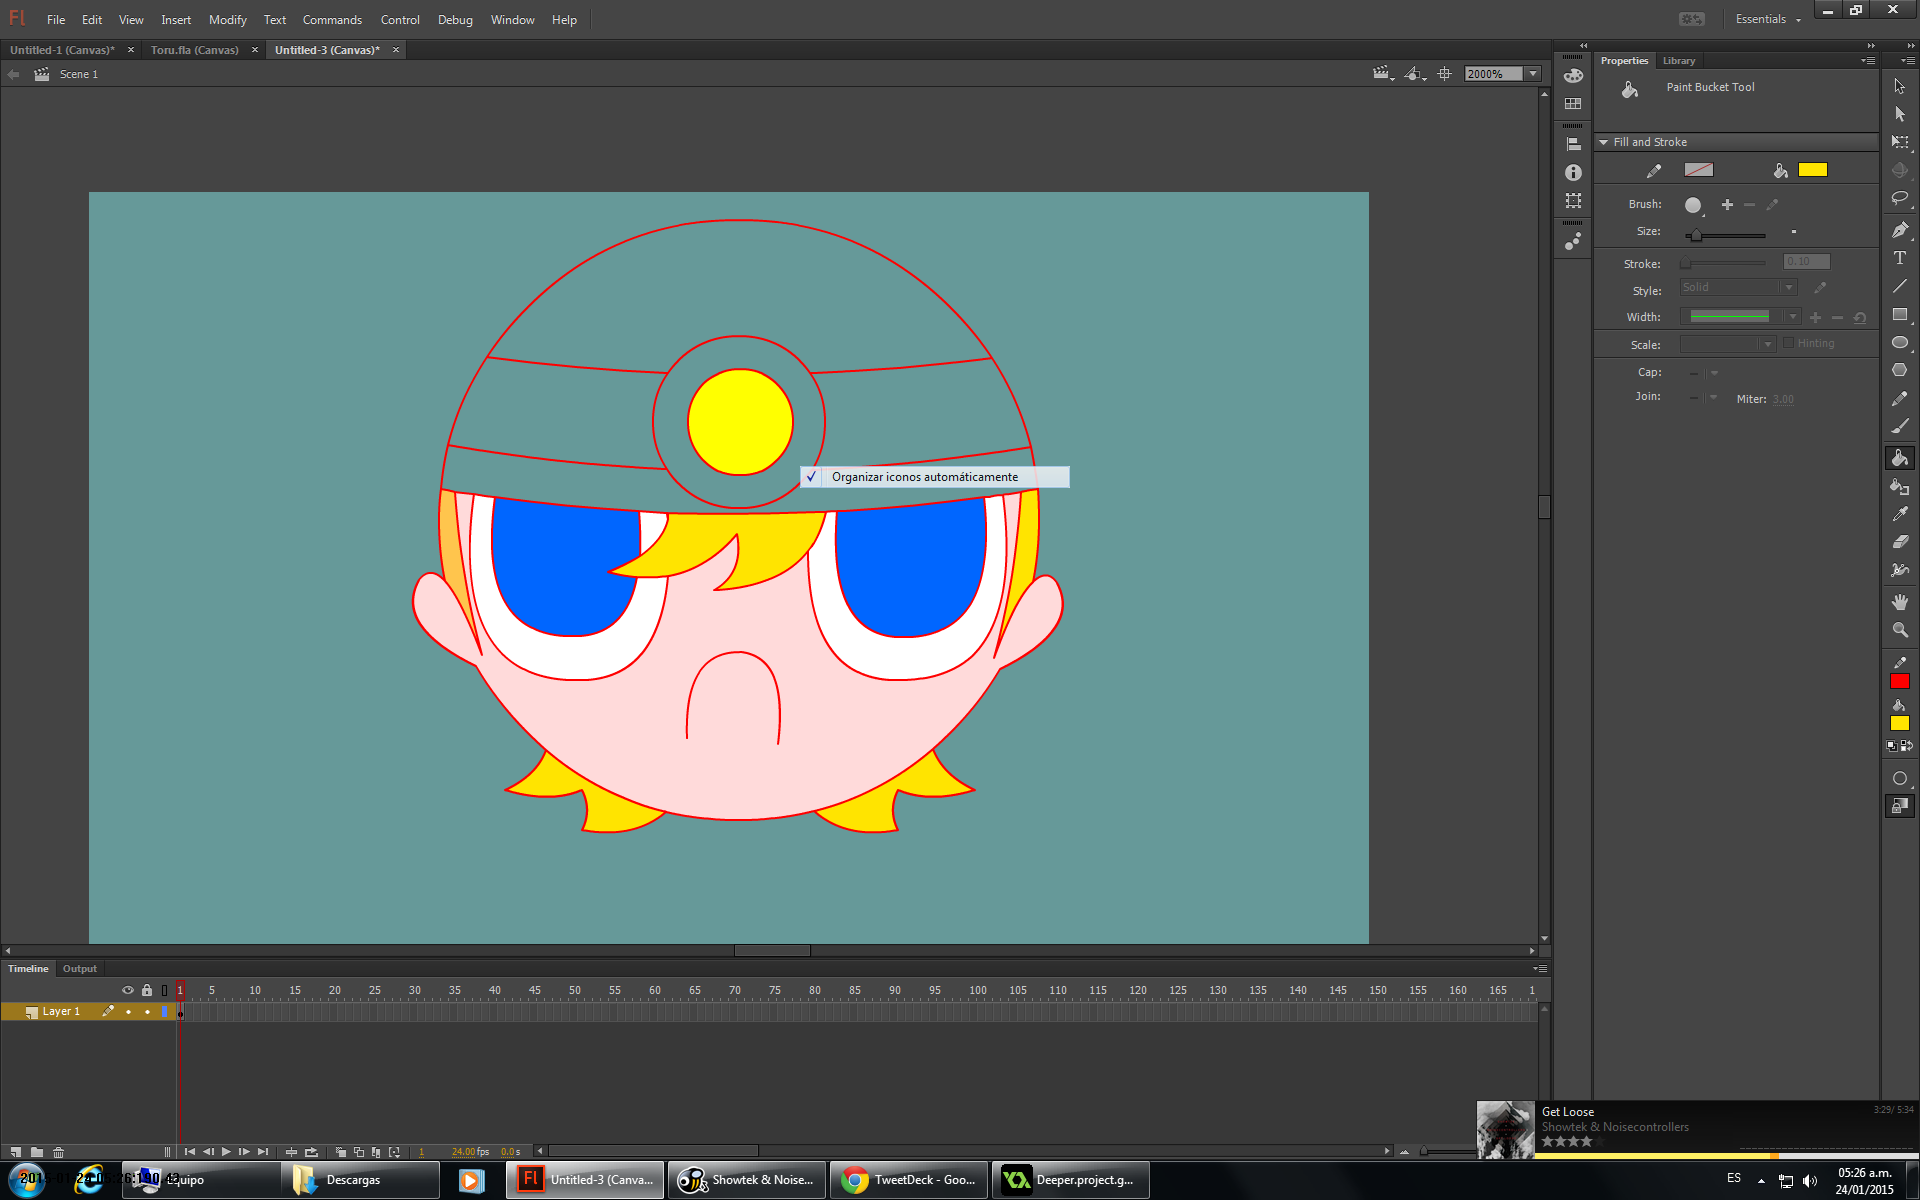 Fl File Edit View Insert Modify Text Commands Control Debug Window Help Essentials
Untitled-1 (Canvas)* Toru.fla (Canvas) Untitled-3 (Canvas)*
Scene 1 2000%
Properties Library
Paint Bucket Tool
Fill and Stroke
Brush:
Size:
Stroke: 0,10
Style: Solid
Width:
Scale: Hinting
Cap:
Join: Miter: 3,00
Organizar iconos automáticamente
Timeline Output
1 5 10 15 20 25 30 35 40 45 50 55 60 65 70 75 80 85 90 95 100 105 110 115 120 125 130 135 140 145 150 155 160 165 1
Layer 1
1 24.00 fps 0.0 s
Get Loose 3:29/ 5:34
Showtek & Noisecontrollers
Equipo Descargas Fl Untitled-3 (Canva... Showtek & Noise... TweetDeck - Goo... Deeper.project.g... ES 05:26 a.m.
24/01/2015